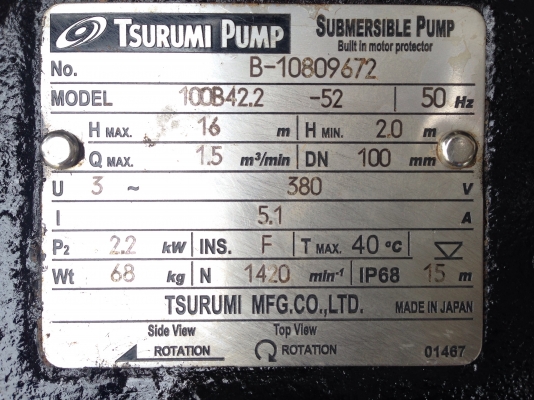 TSURUMI PUMP SUBMERSIBLE PUMP
Built in motor protector
No. B-10809672
MODEL 100B42.2 -52 50 Hz
H MAX. 16 m H MIN. 2.0 m
Q MAX. 1.5 m³/min DN 100 mm
U 3 ~ 380 V
I 5.1 A
P2 2.2 kW INS. F T MAX. 40 °C
Wt 68 kg N 1420 min-1 IP68 15 m
TSURUMI MFG.CO.,LTD. MADE IN JAPAN
Side View Top View
ROTATION ROTATION 01467